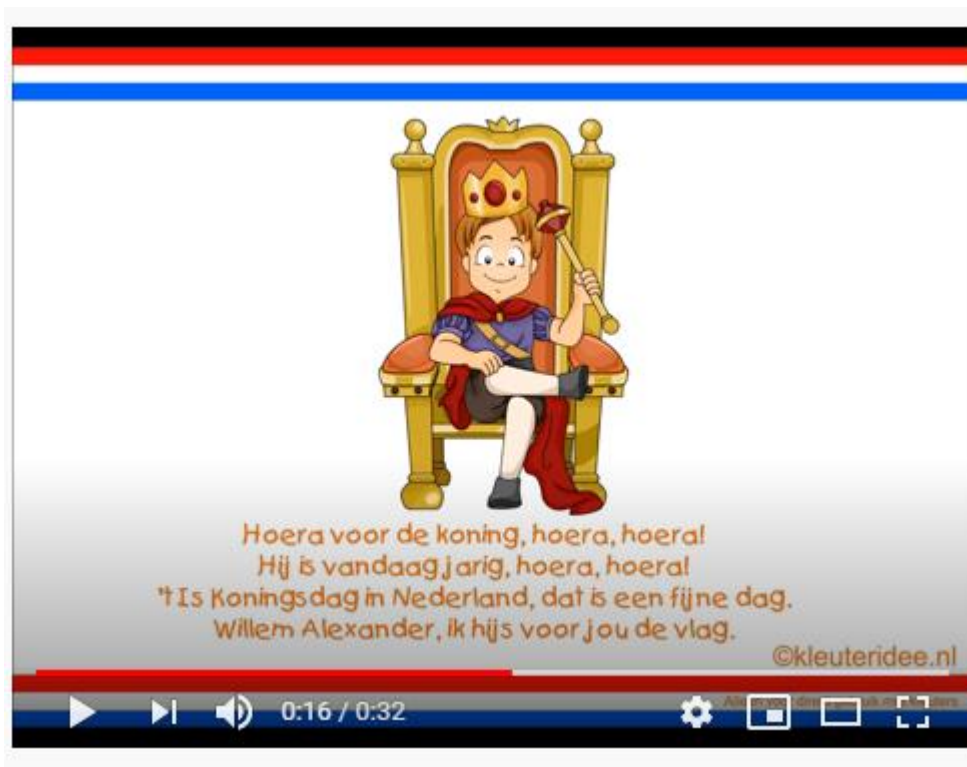 Hoera voor de koning, hoera, hoera!
Hij is vandaag jarig, hoera, hoera!
't Is Koningsdag in Nederland, dat is een fijne dag.
Willem Alexander, ik hijs voor jou de vlag.
©kleuteridee.nl
0:16 / 0:32